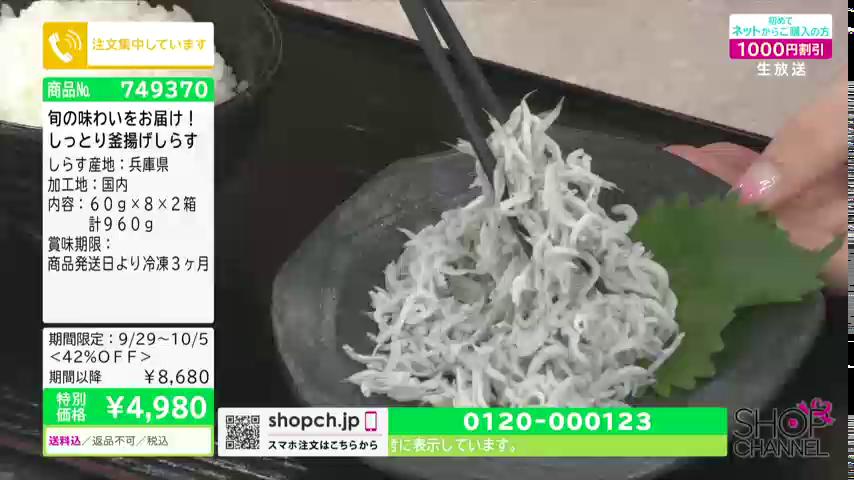 注文集中しています
商品No. 749370
旬の味わいをお届け！
しっとり釜揚げしらす
しらす産地：兵庫県
加工地：国内
内容：６０ｇ×８×２箱
計９６０ｇ
賞味期限：
商品発送日より冷凍３ヶ月
期間限定：9/29～10/5
＜42％OFF＞
期間以降 ￥8,680
特別価格 ￥4,980
送料込／返品不可／税込
初めて
ネットからご購入の方
1000円割引
生放送
shopch.jp
スマホ注文はこちらから
0120-000123
に表示しています。
SHOP
CHANNEL